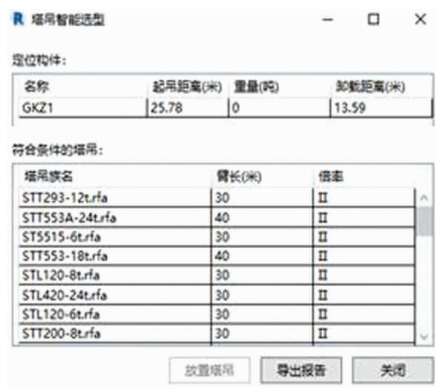 R 塔吊智能选型
定位构件：
名称 起吊距离(米) 重量(吨) 卸载距离(米)
GKZ1 25.78 0 13.59
符合条件的塔吊：
塔吊族名 臂长(米) 倍率
STT293-12t.rfa 30 II
STT553A-24t.rfa 40 II
ST5515-6t.rfa 30 II
STT553-18t.rfa 40 II
STL120-8t.rfa 30 II
STL420-24t.rfa 30 II
STL120-6t.rfa 30 II
STT200-8t.rfa 30 II
放置塔吊 导出报告 关闭